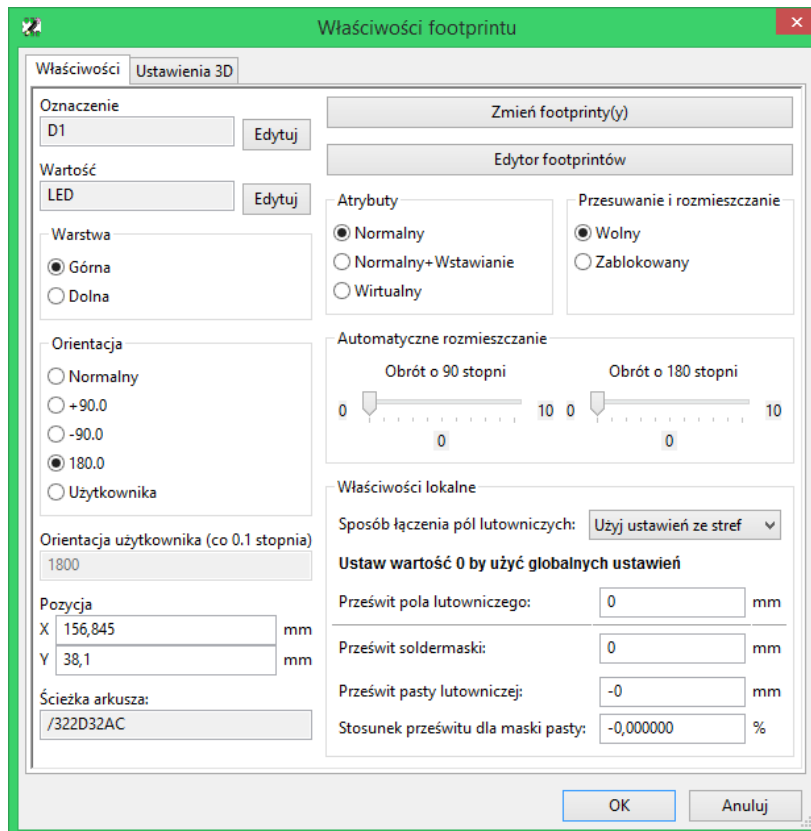 Właściwości footprintu
Właściwości
Ustawienia 3D
Oznaczenie
D1
Edytuj
Wartość
LED
Edytuj
Warstwa
Górna
Dolna
Orientacja
Normalny
+90.0
-90.0
180.0
Użytkownika
Orientacja użytkownika (co 0.1 stopnia)
1800
Pozycja
X 156,845 mm
Y 38,1 mm
Ścieżka arkusza:
/322D32AC
Zmień footprinty(y)
Edytor footprintów
Atrybuty
Normalny
Normalny+Wstawianie
Wirtualny
Przesuwanie i rozmieszczanie
Wolny
Zablokowany
Automatyczne rozmieszczanie
Obrót o 90 stopni
0 10
0
Obrót o 180 stopni
0 10
0
Właściwości lokalne
Sposób łączenia pól lutowniczych: Użyj ustawień ze stref
Ustaw wartość 0 by użyć globalnych ustawień
Prześwit pola lutowniczego: 0 mm
Prześwit soldermaski: 0 mm
Prześwit pasty lutowniczej: -0 mm
Stosunek prześwitu dla maski pasty: -0,000000 %
OK
Anuluj